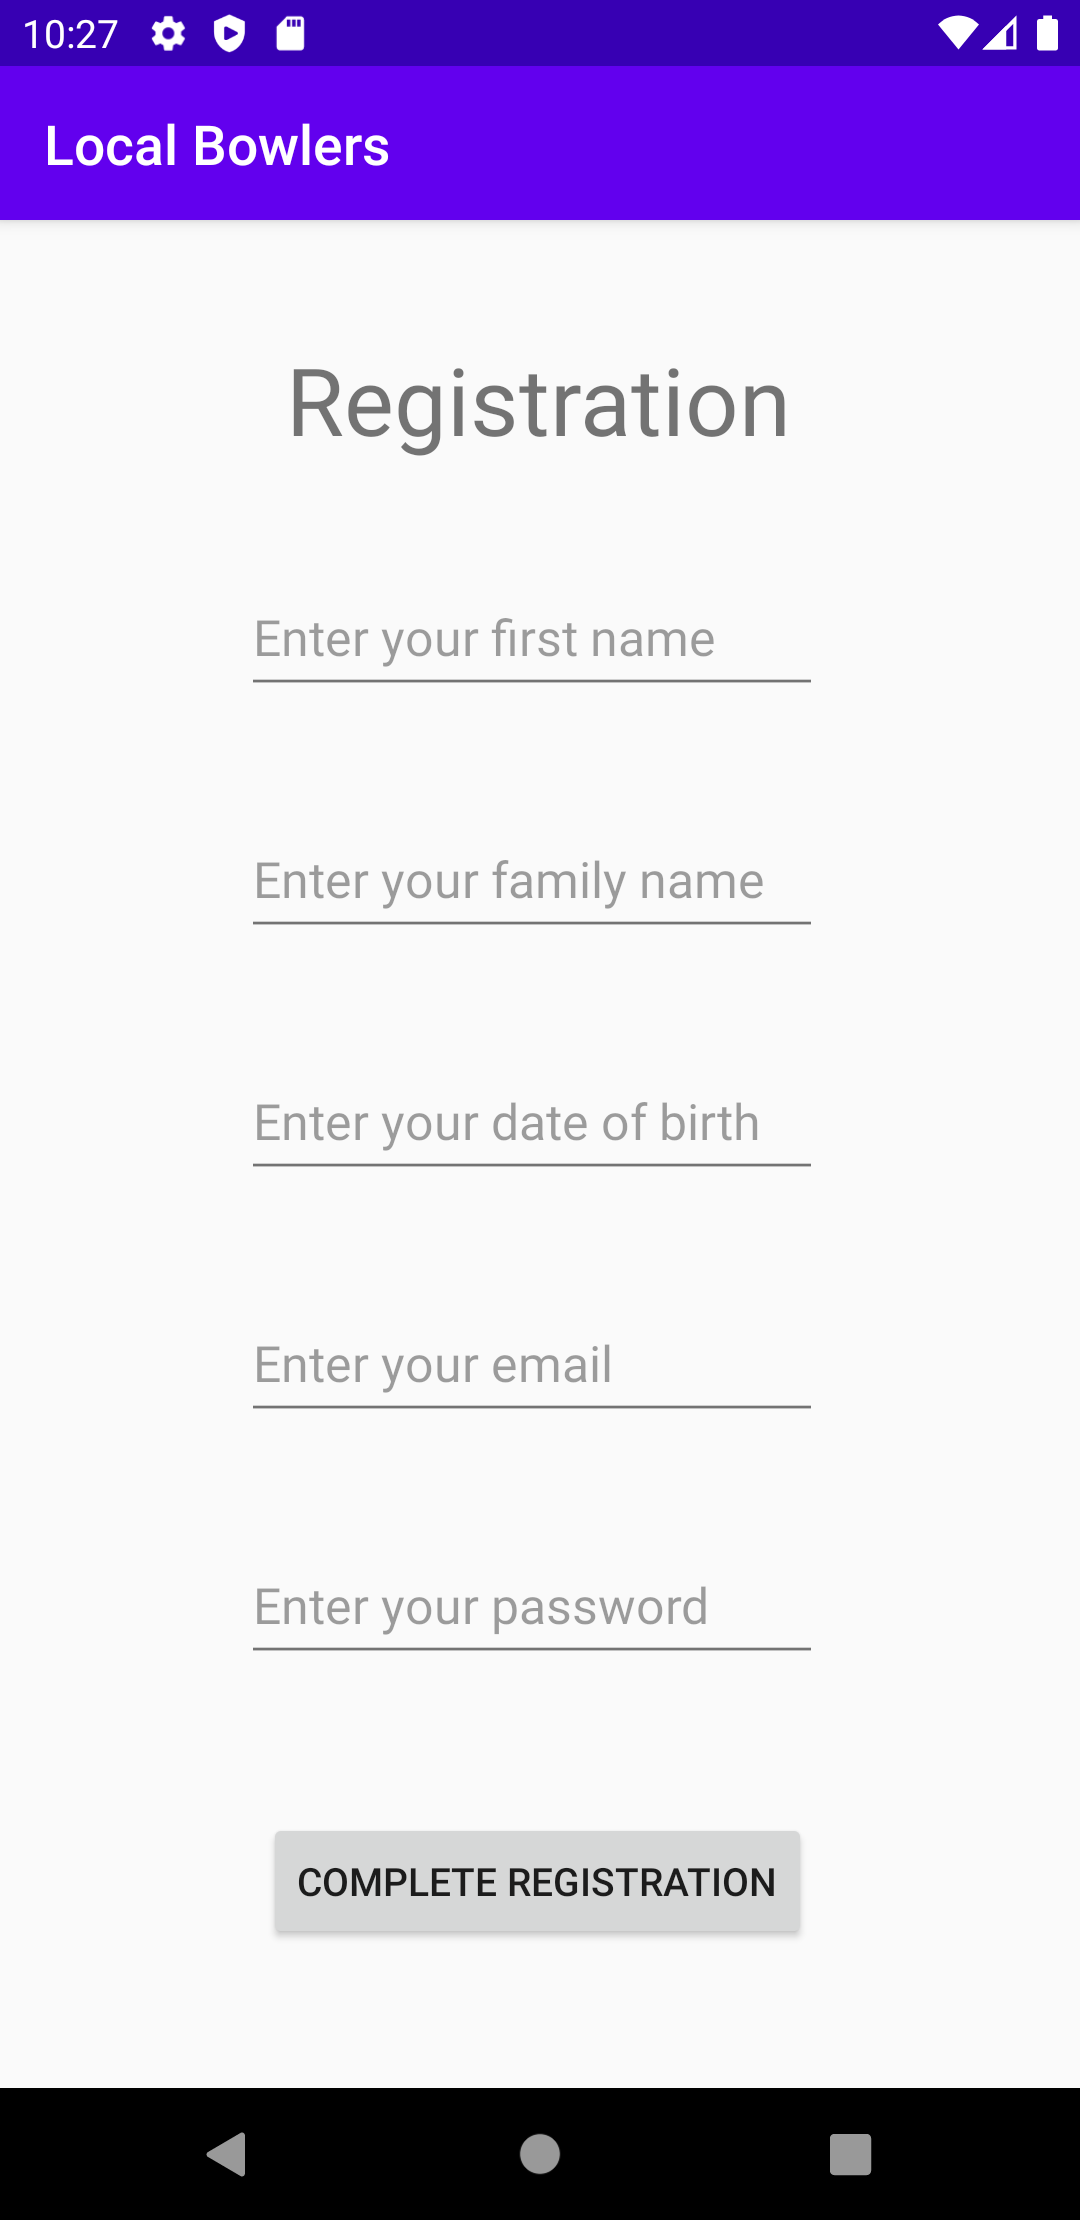 10:27
Local Bowlers
Registration
Enter your first name
Enter your family name
Enter your date of birth
Enter your email
Enter your password
COMPLETE REGISTRATION